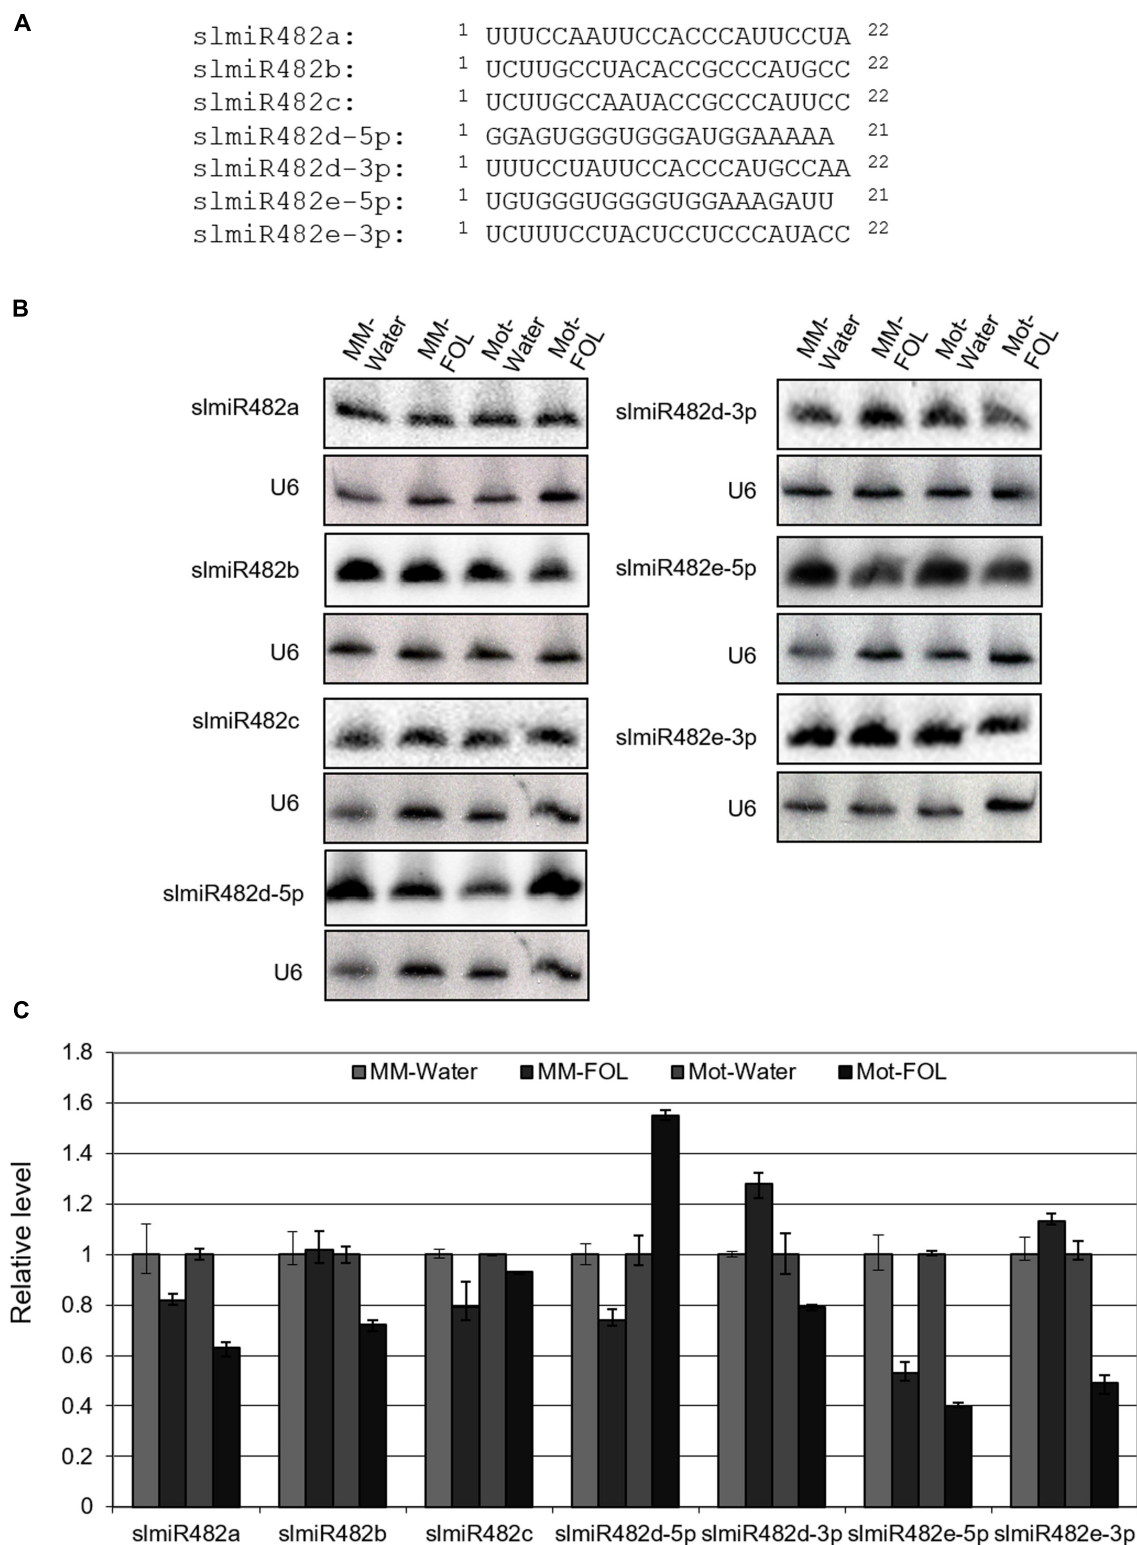 A
slmiR482a: 1 UUUCCAAUUCCACCCAUUCCUA 22
slmiR482b: 1 UCUUGCCUACACCGCCCAUGCC 22
slmiR482c: 1 UCUUGCCAAUACCGCCCAUUCC 22
slmiR482d-5p: 1 GGAGUGGGUGGGAUGGAAAAA 21
slmiR482d-3p: 1 UUUCCUAUUCCACCCAUGCCAA 22
slmiR482e-5p: 1 UGUGGGUGGGGUGGAAAGAUU 21
slmiR482e-3p: 1 UCUUUCCUACUCCUCCCAUACC 22
B
MM-Water MM-FOL Mot-Water Mot-FOL
slmiR482a
U6
slmiR482b
U6
slmiR482c
U6
slmiR482d-5p
U6
MM-Water MM-FOL Mot-Water Mot-FOL
slmiR482d-3p
U6
slmiR482e-5p
U6
slmiR482e-3p
U6
C
Relative level
1.8
1.6
1.4
1.2
1
0.8
0.6
0.4
0.2
0
MM-Water MM-FOL Mot-Water Mot-FOL
slmiR482a slmiR482b slmiR482c slmiR482d-5p slmiR482d-3p slmiR482e-5p slmiR482e-3p